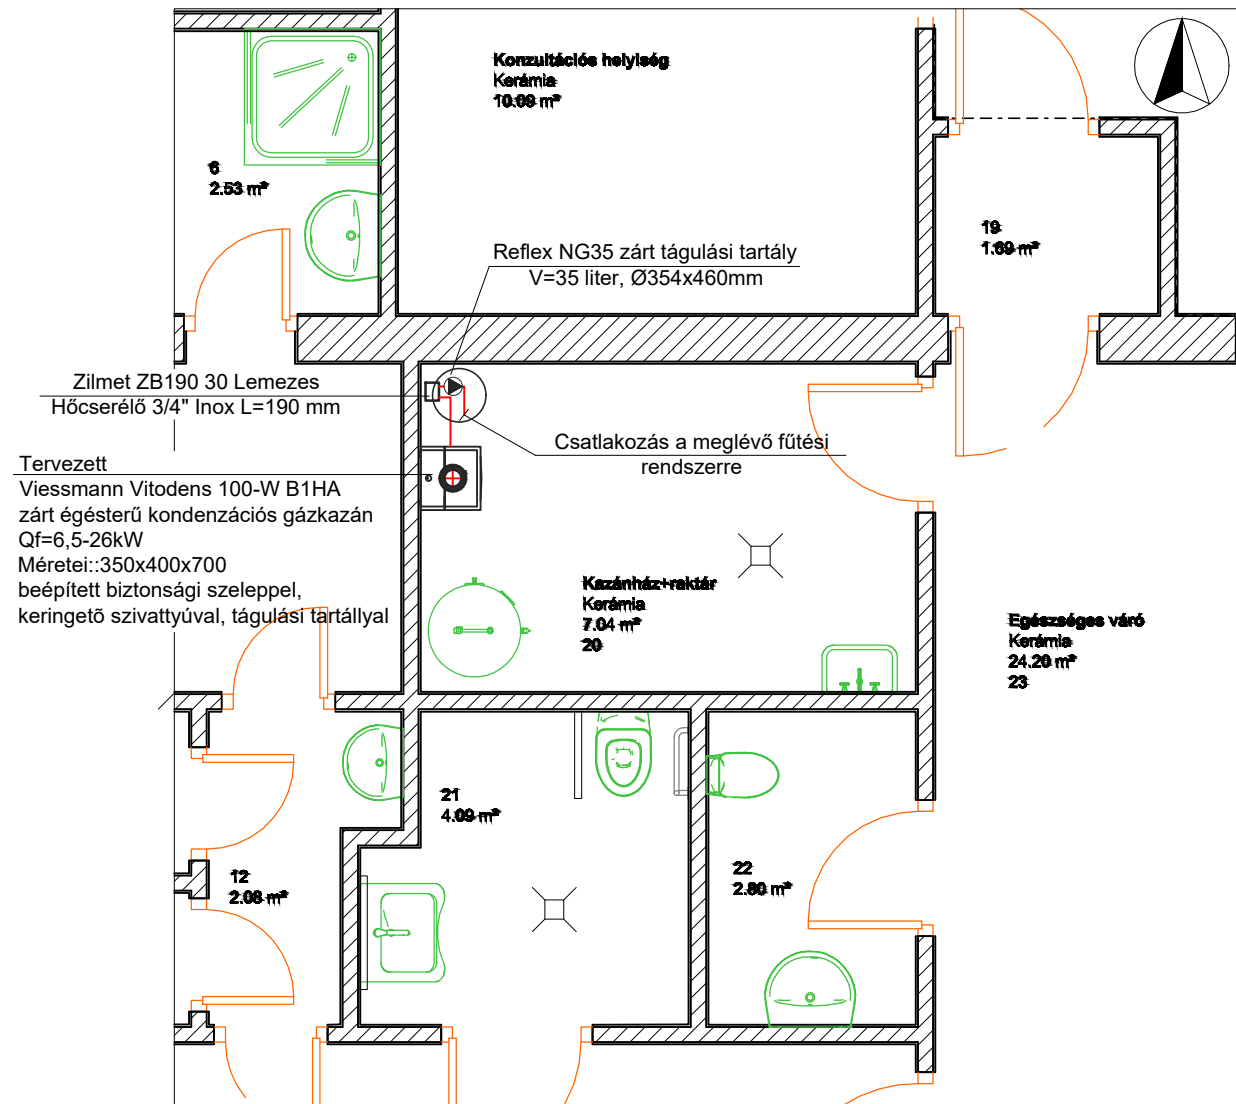 Konzultációs helyiség
Kerámia
10.09 m²
6
2.53 m²
19
1.69 m²
Reflex NG35 zárt tágulási tartály
V=35 liter, Ø354x460mm
Zilmet ZB190 30 Lemezes
Hőcserélő 3/4" Inox L=190 mm
Csatlakozás a meglévő fűtési
rendszerre
Tervezett
Viessmann Vitodens 100-W B1HA
zárt égésterű kondenzációs gázkazán
Qf=6,5-26kW
Méretei::350x400x700
beépített biztonsági szeleppel,
keringetõ szivattyúval, tágulási tartállyal
Kazánház+raktár
Kerámia
7.04 m²
20
Egészséges váró
Kerámia
24.20 m²
23
21
4.09 m²
12
2.08 m²
22
2.80 m²